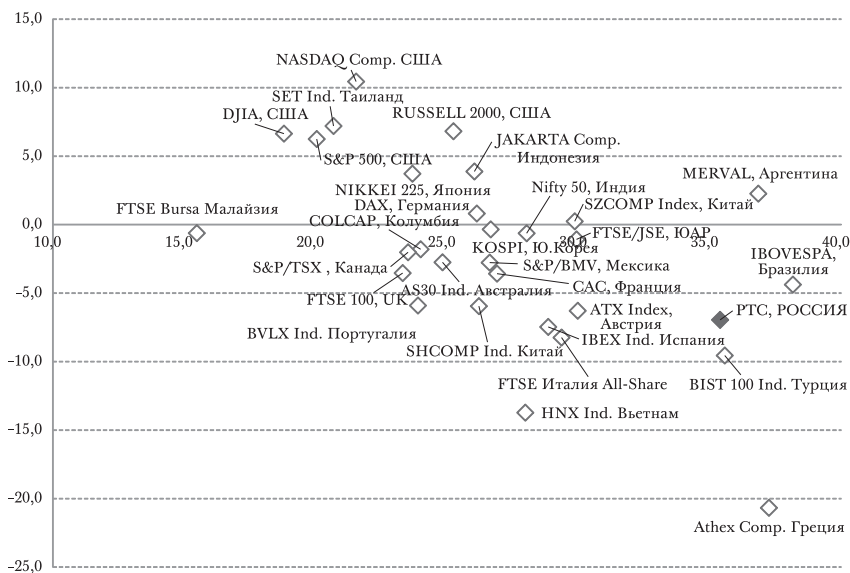 15,0
NASDAQ Comp. США
10,0
SET Ind. Таиланд
DJIA, США
RUSSELL 2000, США
S&P 500, США
JAKARTA Comp.
Индонезия
5,0
NIKKEI 225, Япония
Nifty 50, Индия
MERVAL, Аргентина
DAX, Германия
SZCOMP Index, Китай
FTSE Bursa Малайзия
COLCAP, Колумбия
0,0
10,0
15,0
20,0
25,0
30,0
35,0
40,0
FTSE/JSE, ЮАР
KOSPI, Ю.Корея
IBOVESPA,
Бразилия
S&P/TSX , Канада
S&P/BMV, Мексика
CAC, Франция
AS30 Ind. Австралия
-5,0
FTSE 100, UK
ATX Index,
Австрия
РТС, РОССИЯ
BVLX Ind. Португалия
IBEX Ind. Испания
SHCOMP Ind. Китай
-10,0
FTSE Италия All-Share
BIST 100 Ind. Турция
HNX Ind. Вьетнам
-15,0
-20,0
Athex Comp. Греция
-25,0